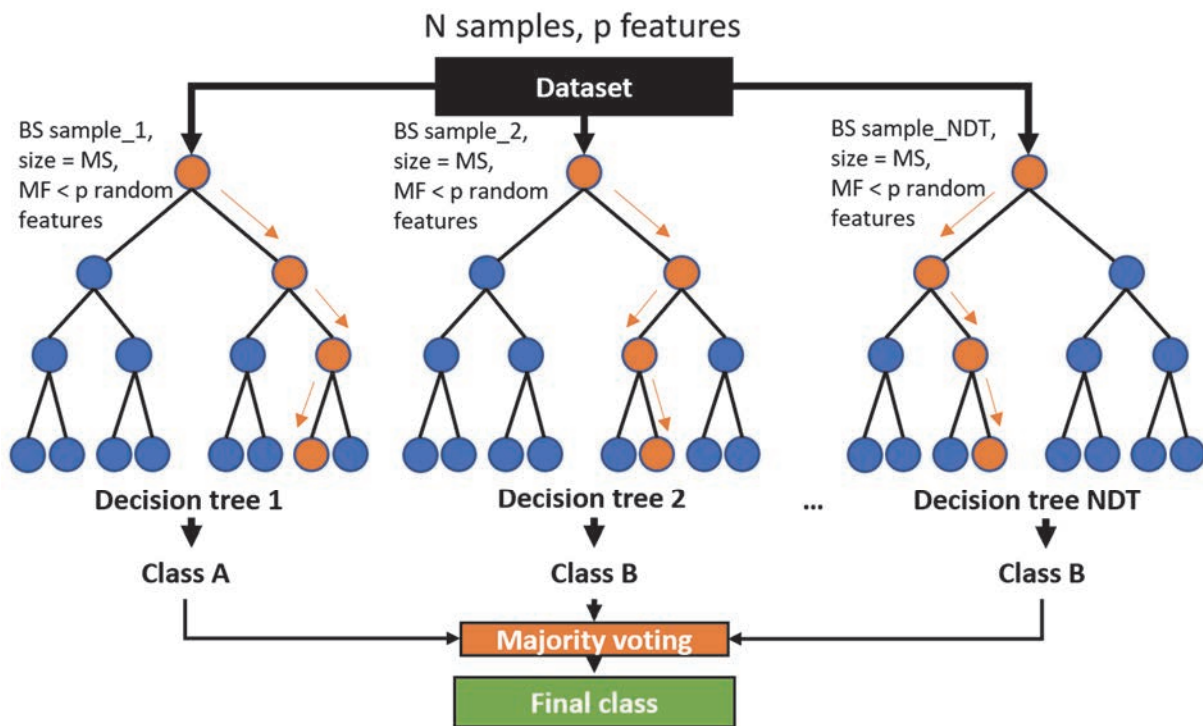 N samples, p features
Dataset
BS sample_1,
size = MS,
MF < p random
features
BS sample_2,
size = MS,
MF < p random
features
BS sample_NDT,
size = MS,
MF < p random
features
Decision tree 1
Decision tree 2
...
Decision tree NDT
Class A
Class B
Class B
Majority voting
Final class